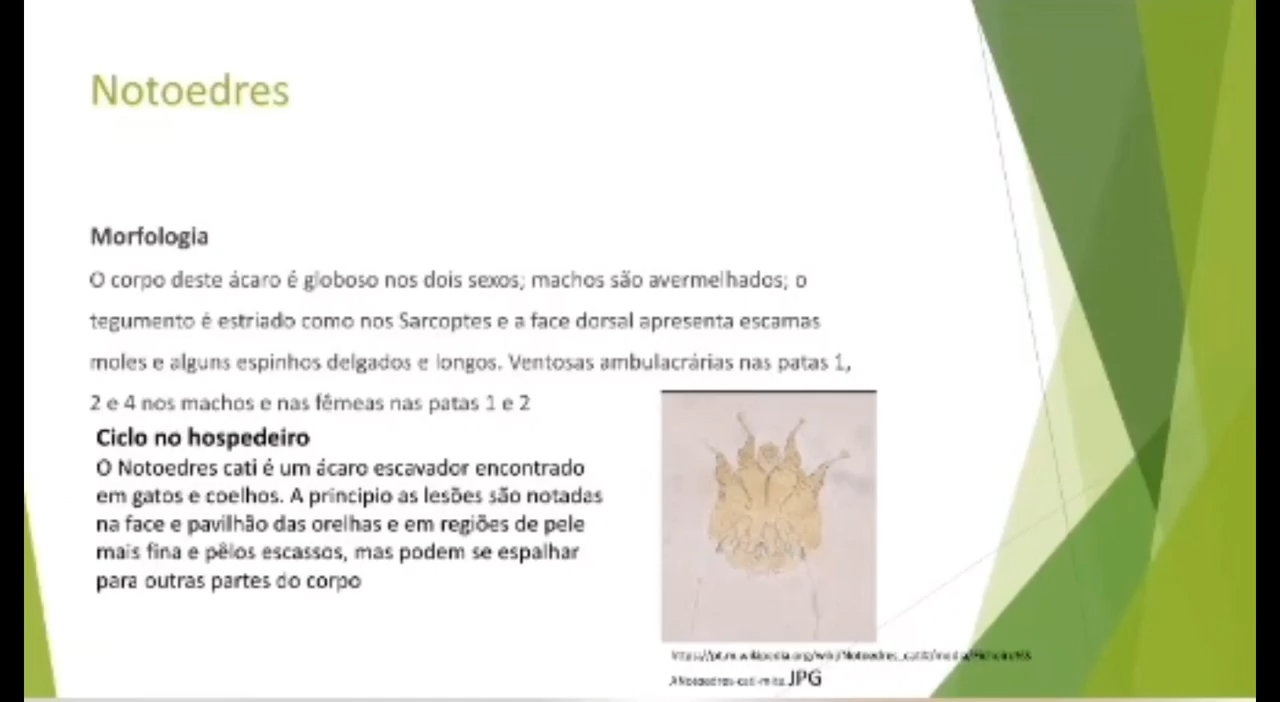 Notoedres
Morfologia
O corpo deste ácaro é globoso nos dois sexos; machos são avermelhados; o
tegumento é estriado como nos Sarcoptes e a face dorsal apresenta escamas
moles e alguns espinhos delgados e longos. Ventosas ambulacrárias nas patas 1,
2 e 4 nos machos e nas fêmeas nas patas 1 e 2
Ciclo no hospedeiro
O Notoedres cati é um ácaro escavador encontrado
em gatos e coelhos. A principio as lesões são notadas
na face e pavilhão das orelhas e em regiões de pele
mais fina e pêlos escassos, mas podem se espalhar
para outras partes do corpo
JPG